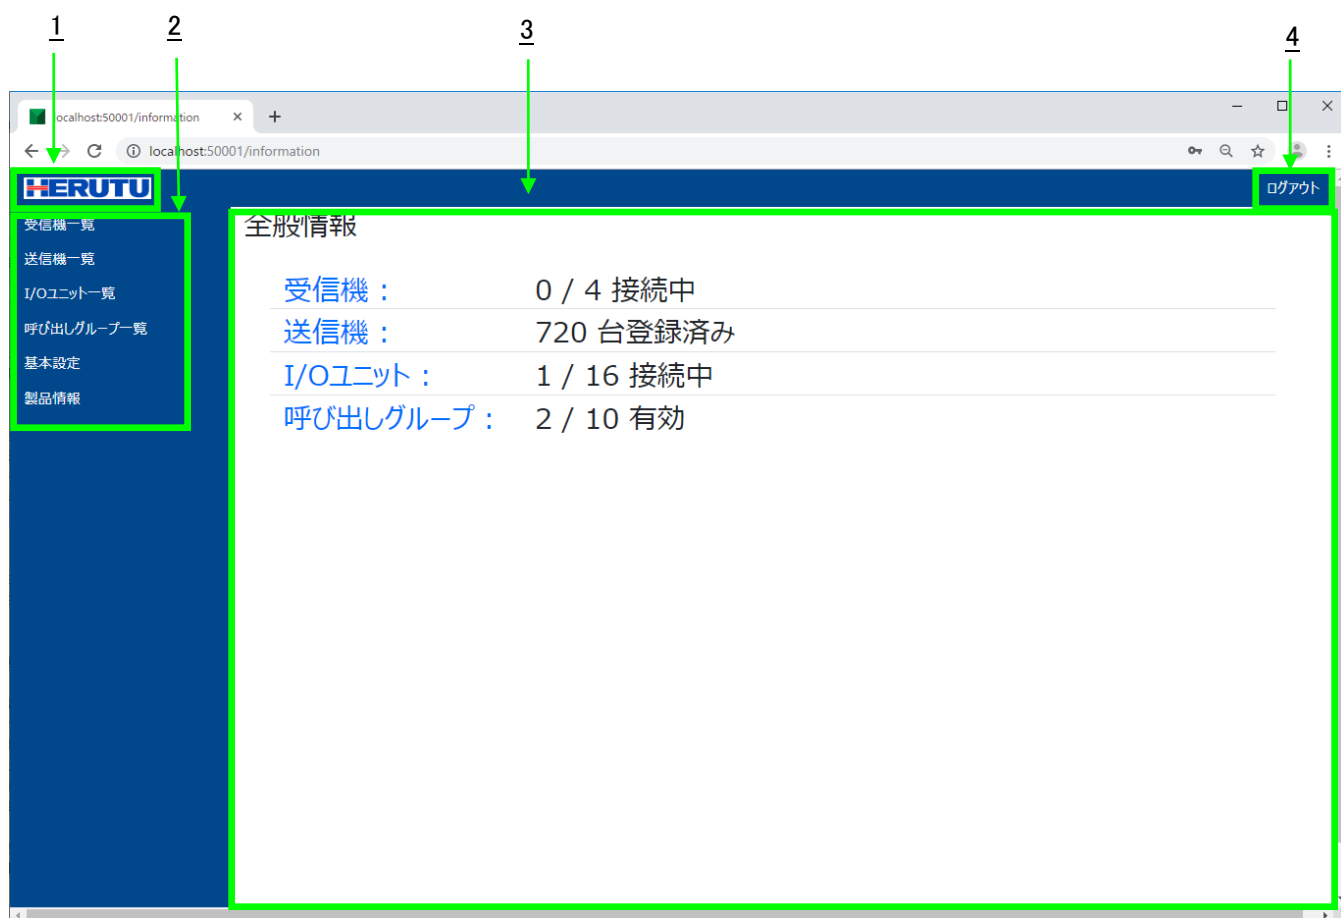 1 2 3 4
localhost:50001/information
localhost:50001/information
HERUTU ログアウト
受信機一覧
送信機一覧
I/Oユニット一覧
呼び出しグループ一覧
基本設定
製品情報
全般情報
受信機： 0 / 4 接続中
送信機： 720 台登録済み
I/Oユニット： 1 / 16 接続中
呼び出しグループ： 2 / 10 有効